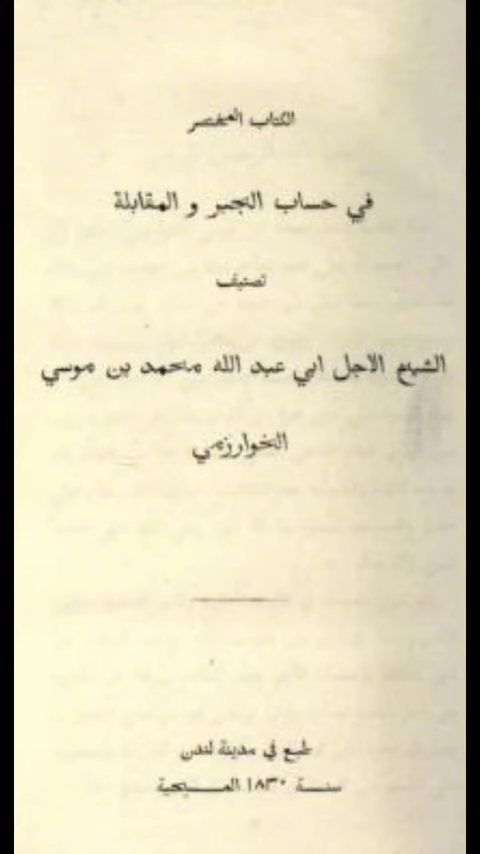 الكتاب المختصر
في حساب الجبر و المقابلة
تصنيف
الشيخ الاجل ابي عبد الله محمد بن موسي
الخوارزمي
طبع في مدينة لندن
سنة ١٨٣٠ المسيحية